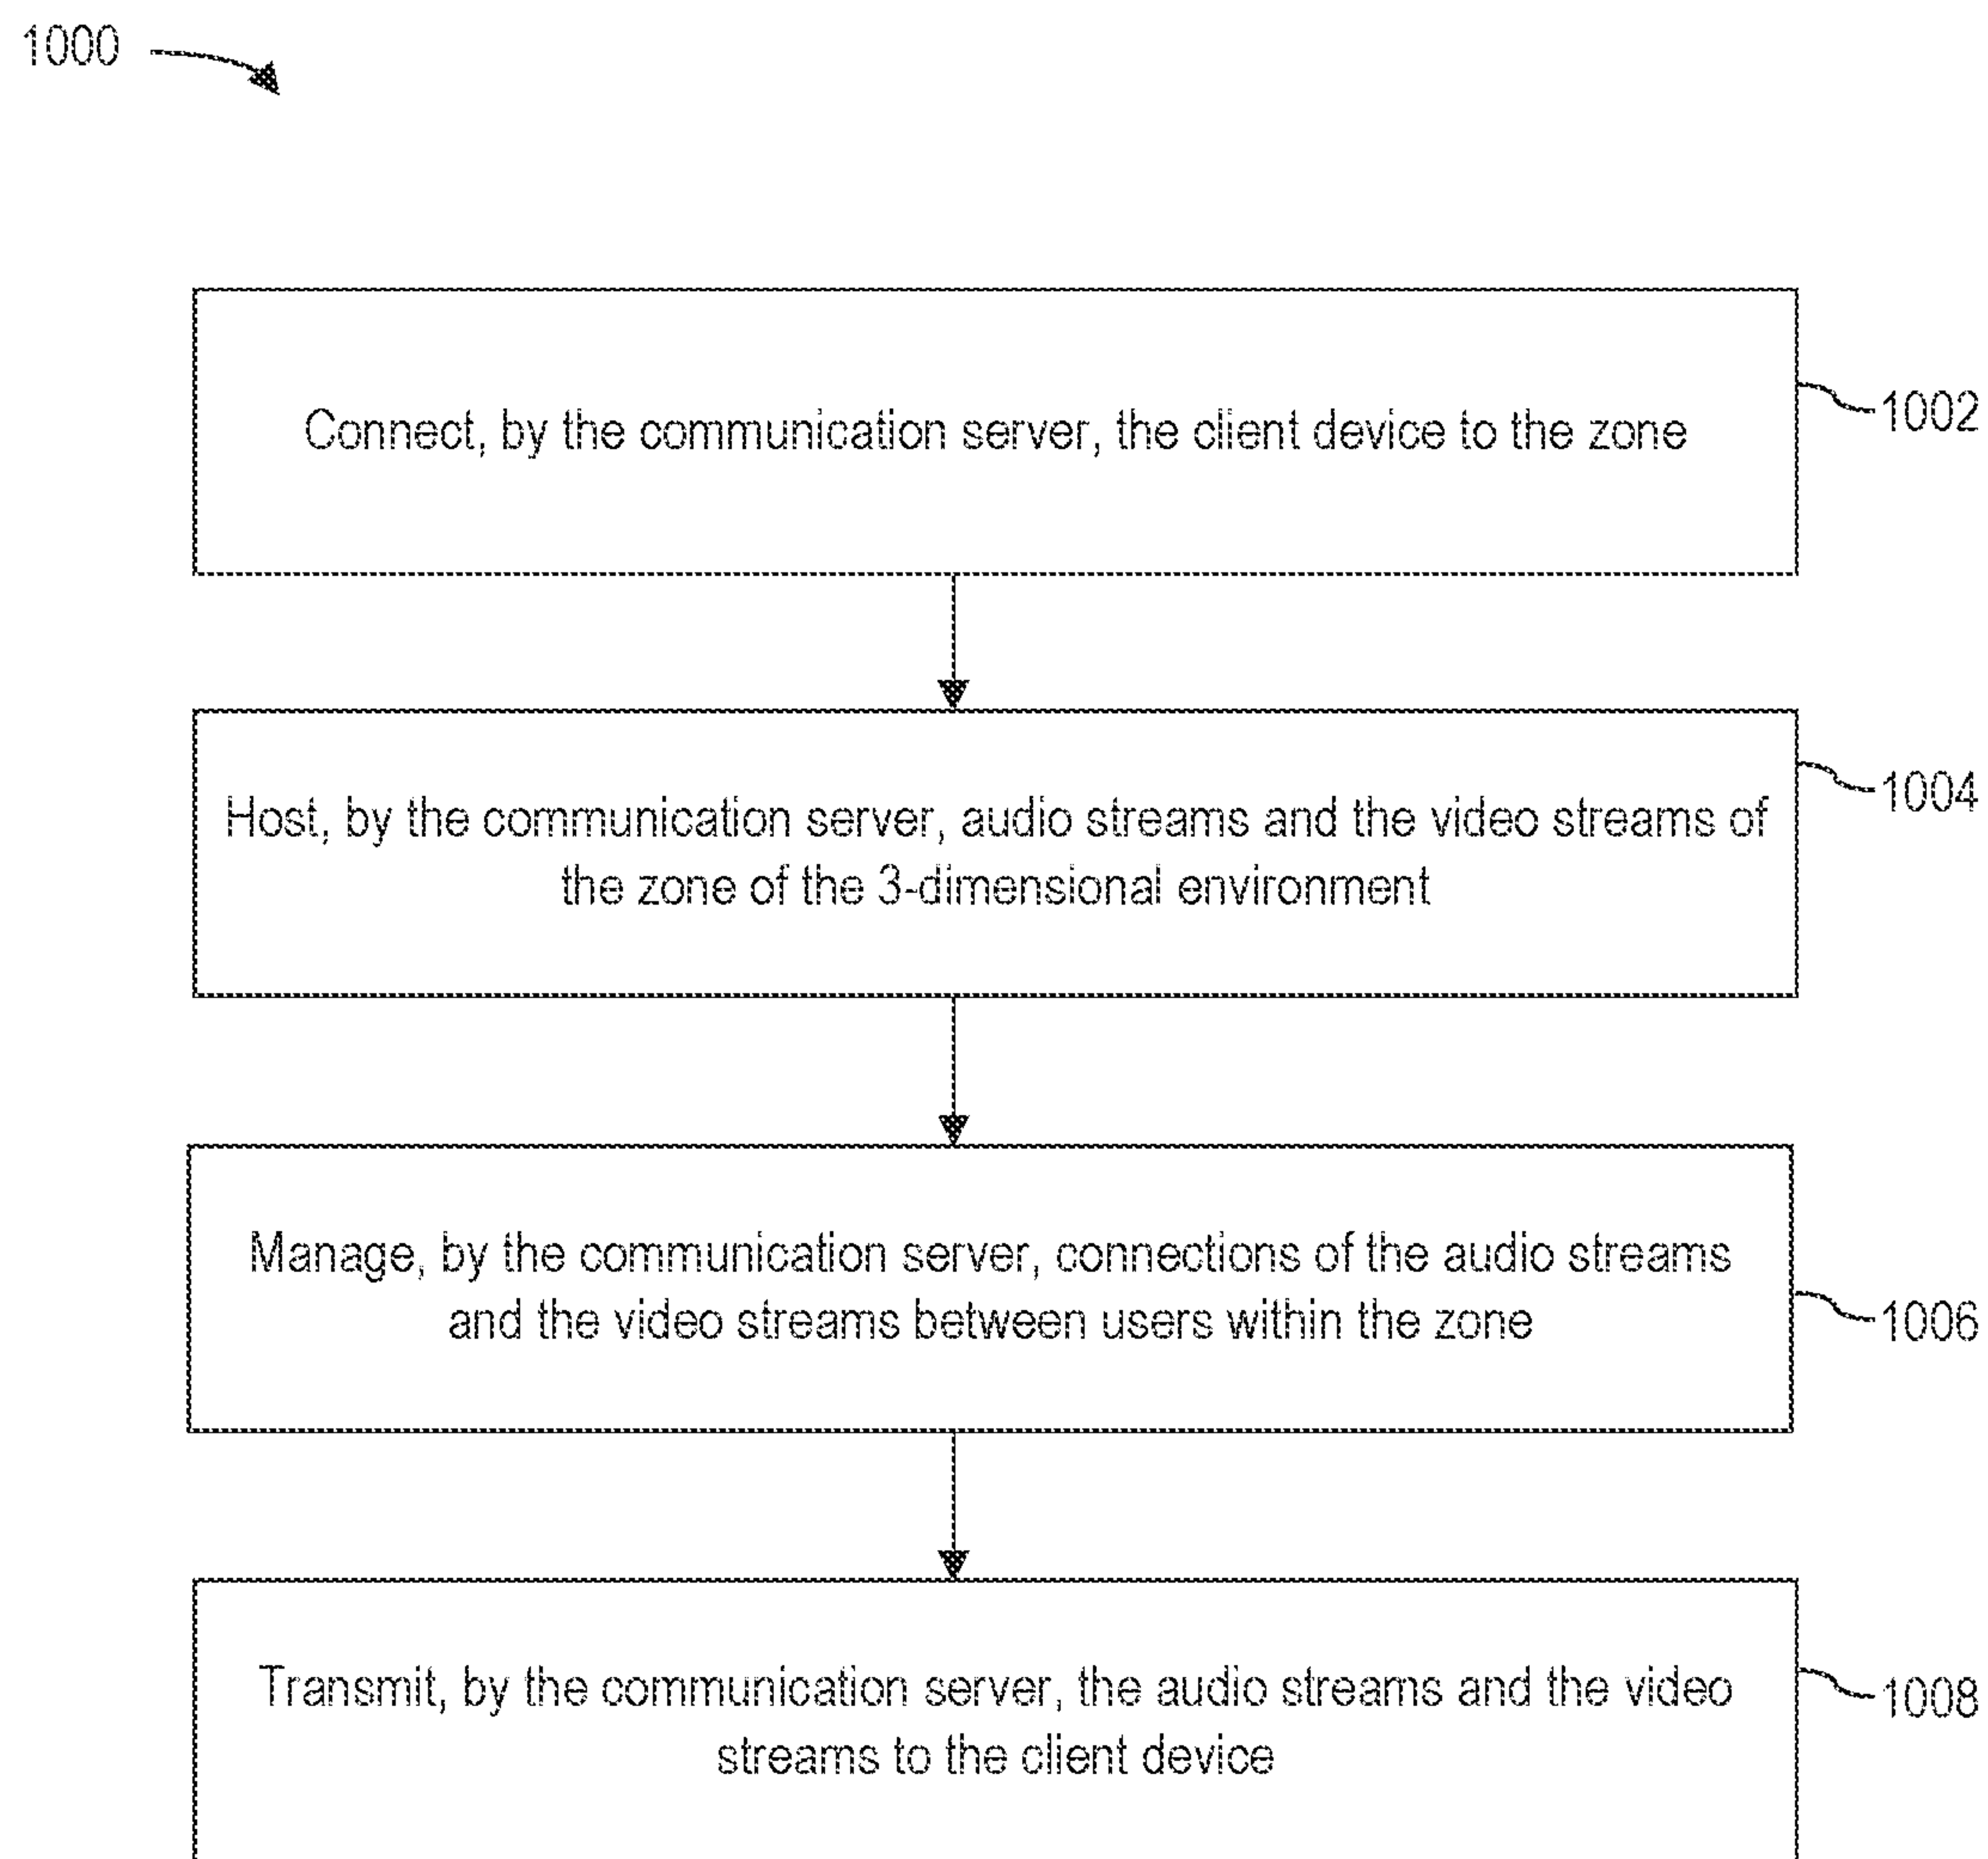 1000
Connect, by the communication server, the client device to the zone
1002
Host, by the communication server, audio streams and the video streams of
the zone of the 3-dimensional environment
1004
Manage, by the communication server, connections of the audio streams
and the video streams between users within the zone
1006
Transmit, by the communication server, the audio streams and the video
streams to the client device
1008